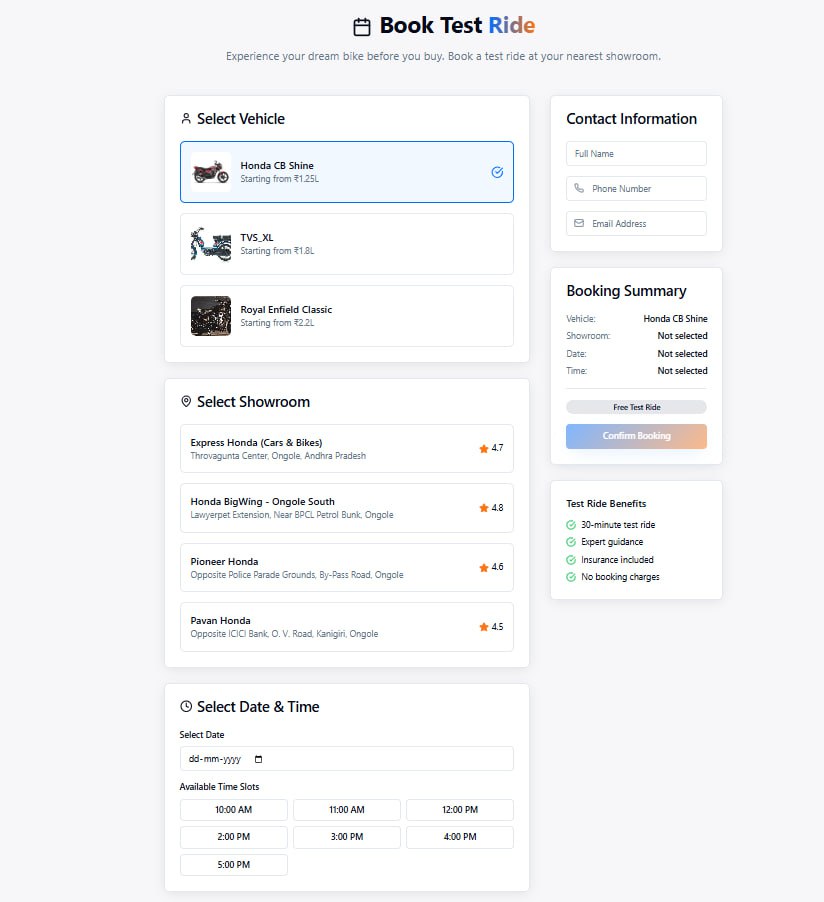 Book Test Ride
Experience your dream bike before you buy. Book a test ride at your nearest showroom.
Select Vehicle
Honda CB Shine
Starting from ₹1.25L
TVS_XL
Starting from ₹1.8L
Royal Enfield Classic
Starting from ₹2.2L
Select Showroom
Express Honda (Cars & Bikes)
Throvagunta Center, Ongole, Andhra Pradesh
4.7
Honda BigWing - Ongole South
Lawyerpet Extension, Near BPCL Petrol Bunk, Ongole
4.8
Pioneer Honda
Opposite Police Parade Grounds, By-Pass Road, Ongole
4.6
Pavan Honda
Opposite ICICI Bank, O. V. Road, Kanigiri, Ongole
4.5
Select Date & Time
Select Date
dd-mm-yyyy
Available Time Slots
10:00 AM
11:00 AM
12:00 PM
2:00 PM
3:00 PM
4:00 PM
5:00 PM
Contact Information
Full Name
Phone Number
Email Address
Booking Summary
Vehicle: Honda CB Shine
Showroom: Not selected
Date: Not selected
Time: Not selected
Free Test Ride
Confirm Booking
Test Ride Benefits
30-minute test ride
Expert guidance
Insurance included
No booking charges